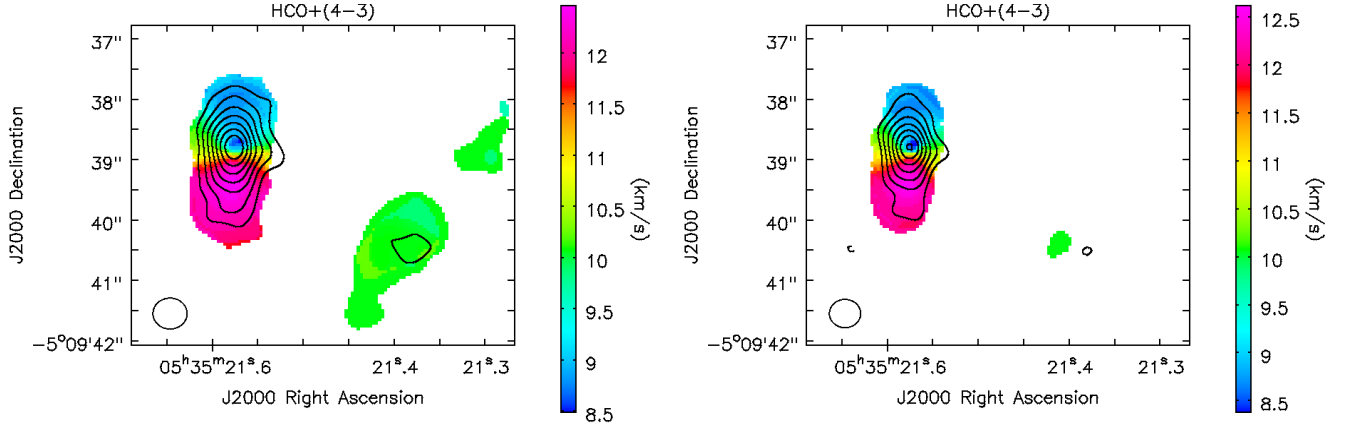 HCO+(4−3)
37"
38"
39"
40"
41"
−5°09'42"
J2000 Declination
05ʰ35ᵐ21ˢ.6
21ˢ.4
21ˢ.3
J2000 Right Ascension
12
11.5
11
10.5
10
9.5
9
8.5
(km/s)
HCO+(4−3)
37"
38"
39"
40"
41"
−5°09'42"
J2000 Declination
05ʰ35ᵐ21ˢ.6
21ˢ.4
21ˢ.3
J2000 Right Ascension
12.5
12
11.5
11
10.5
10
9.5
9
8.5
(km/s)